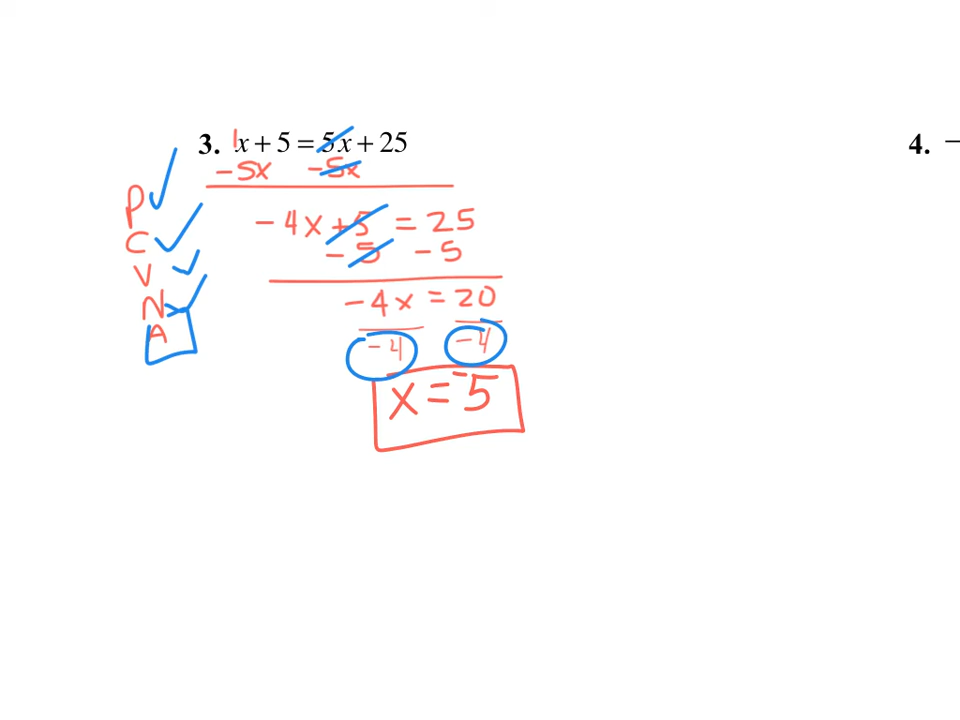 3. 1x + 5 = 5x + 25
-5x -5x
-4x +5 = 25
-5 -5
-4x = 20
-4 -4
x = -5
P
C
V
N
A
4. −